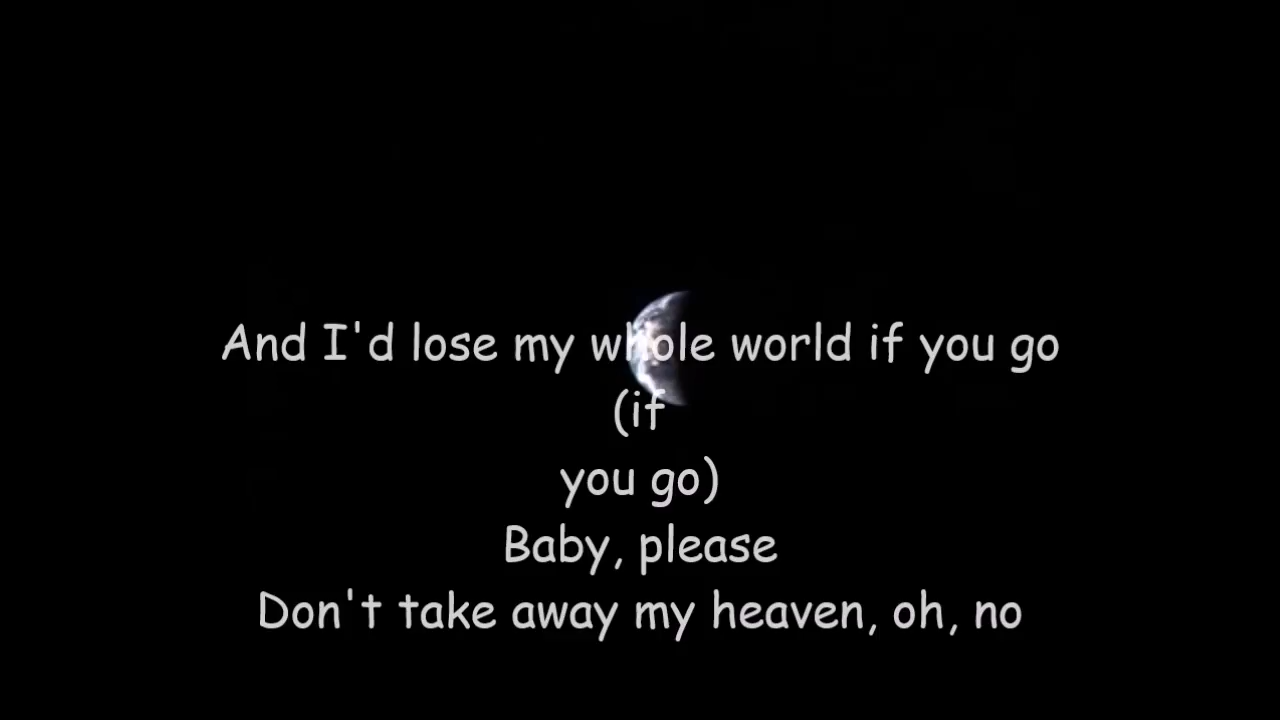 And I'd lose my whole world if you go
(if
you go)
Baby, please
Don't take away my heaven, oh, no